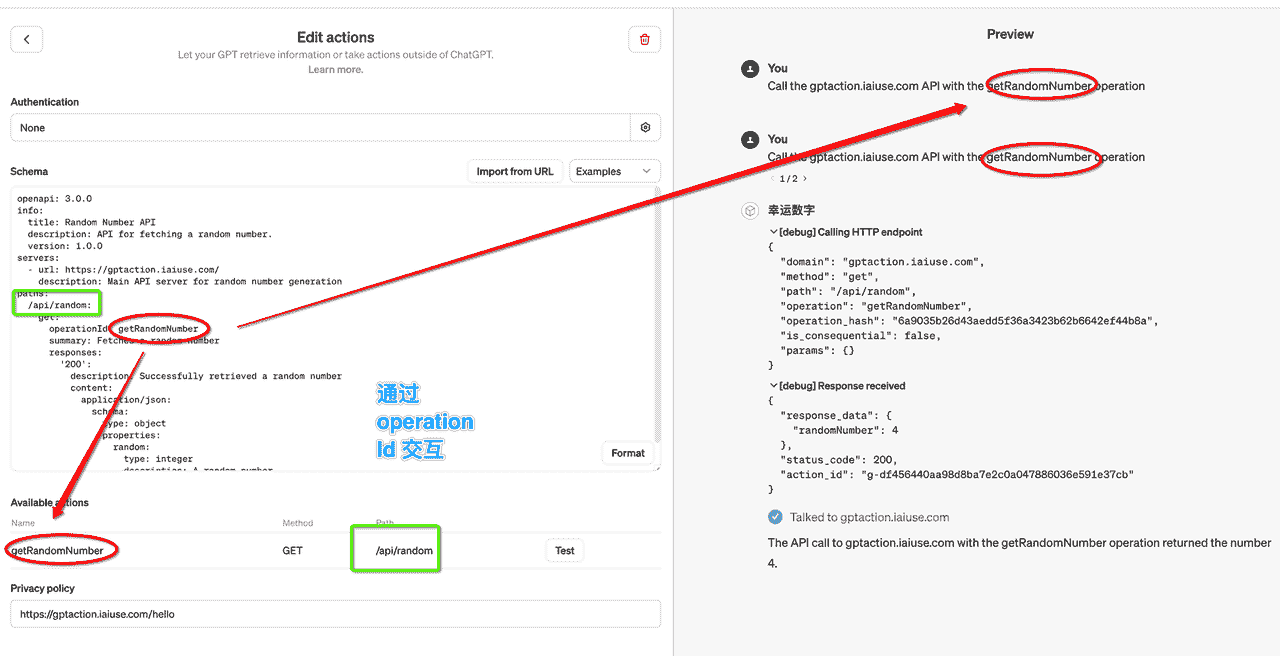 Edit actions
Let your GPT retrieve information or take actions outside of ChatGPT.
Learn more.
Authentication
None
Schema
Import from URL
Examples
openapi: 3.0.0
info:
title: Random Number API
description: API for fetching a random number.
version: 1.0.0
servers:
- url: https://gptaction.iaiuse.com/
description: Main API server for random number generation
paths:
/api/random:
get:
operationId: getRandomNumber
summary: Fetches a random number
responses:
'200':
description: Successfully retrieved a random number
content:
application/json:
schema:
type: object
properties:
random:
type: integer
description: A random number
通过
operation
Id 交互
Format
Available actions
Name Method Path
getRandomNumber GET /api/random Test
Privacy policy
https://gptaction.iaiuse.com/hello
Preview
You
Call the gptaction.iaiuse.com API with the getRandomNumber operation
You
Call the gptaction.iaiuse.com API with the getRandomNumber operation
1/2
幸运数字
[debug] Calling HTTP endpoint
{
"domain": "gptaction.iaiuse.com",
"method": "get",
"path": "/api/random",
"operation": "getRandomNumber",
"operation_hash": "6a9035b26d43aedd5f36a3423b62b6642ef44b8a",
"is_consequential": false,
"params": {}
}
[debug] Response received
{
"response_data": {
"randomNumber": 4
},
"status_code": 200,
"action_id": "g-df456440aa98d8ba7e2c0a047886036e591e37cb"
}
Talked to gptaction.iaiuse.com
The API call to gptaction.iaiuse.com with the getRandomNumber operation returned the number
4.